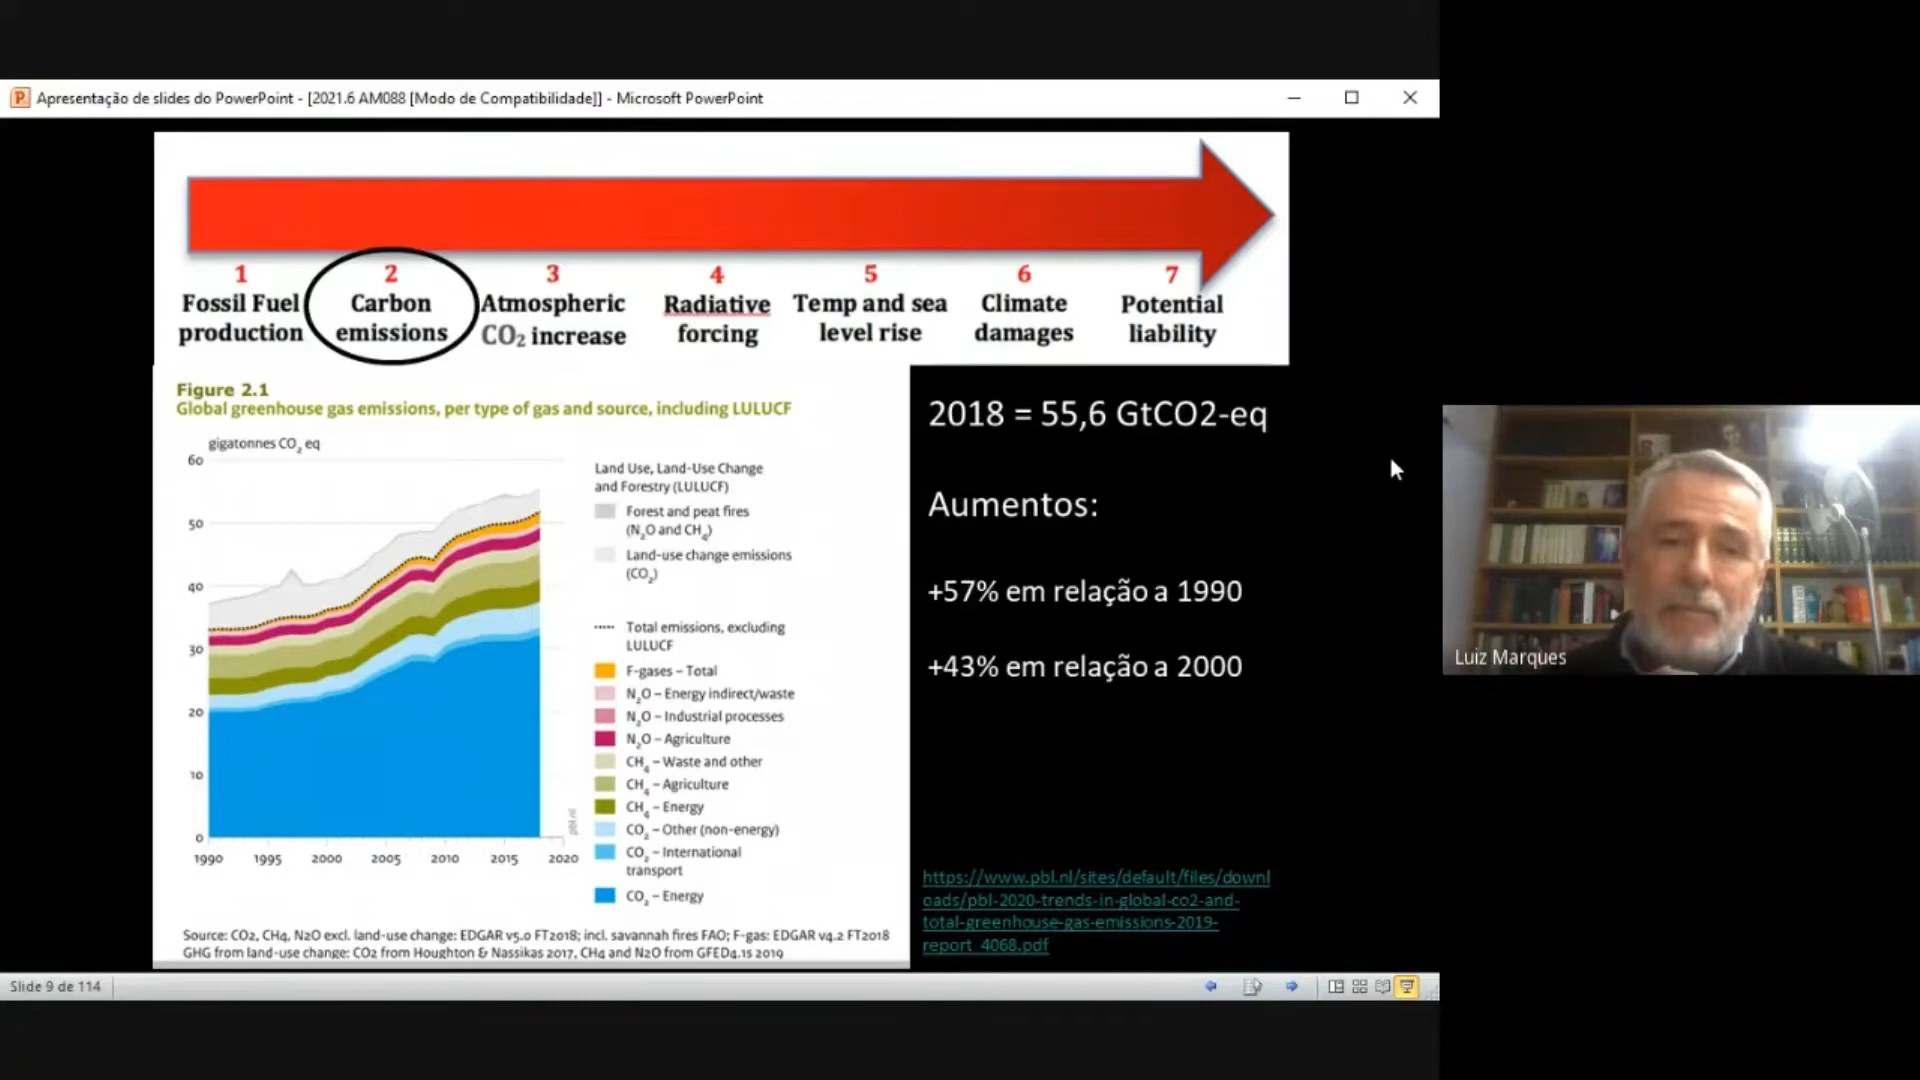 Apresentação de slides do PowerPoint - [2021.6 AM088 [Modo de Compatibilidade]] - Microsoft PowerPoint
1
Fossil Fuel
production
2
Carbon
emissions
3
Atmospheric
CO2 increase
4
Radiative
forcing
5
Temp and sea
level rise
6
Climate
damages
7
Potential
liability
Figure 2.1
Global greenhouse gas emissions, per type of gas and source, including LULUCF
gigatonnes CO2 eq
60
50
40
30
20
10
0
1990 1995 2000 2005 2010 2015 2020
pbl.nl
Land Use, Land-Use Change
and Forestry (LULUCF)
Forest and peat fires
(N2O and CH4)
Land-use change emissions
(CO2)
Total emissions, excluding
LULUCF
F-gases – Total
N2O – Energy indirect/waste
N2O – Industrial processes
N2O – Agriculture
CH4 – Waste and other
CH4 – Agriculture
CH4 – Energy
CO2 – Other (non-energy)
CO2 – International
transport
CO2 – Energy
Source: CO2, CH4, N2O excl. land-use change: EDGAR v5.0 FT2018; incl. savannah fires FAO; F-gas: EDGAR v4.2 FT2018
GHG from land-use change: CO2 from Houghton & Nassikas 2017, CH4 and N2O from GFED4.1s 2019
2018 = 55,6 GtCO2-eq
Aumentos:
+57% em relação a 1990
+43% em relação a 2000
https://www.pbl.nl/sites/default/files/downl
oads/pbl-2020-trends-in-global-co2-and-
total-greenhouse-gas-emissions-2019-
report_4068.pdf
Luiz Marques
Slide 9 de 114